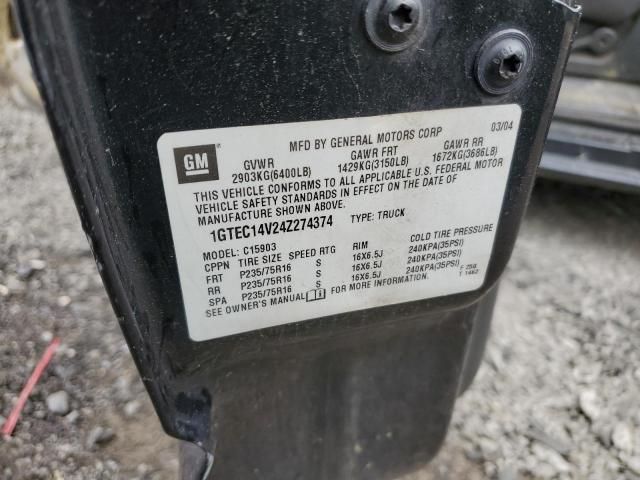 MFD BY GENERAL MOTORS CORP 03/04
GM
GVWR GAWR FRT GAWR RR
2903KG(6400LB) 1429KG(3150LB) 1672KG(3686LB)
THIS VEHICLE CONFORMS TO ALL APPLICABLE U.S. FEDERAL MOTOR
VEHICLE SAFETY STANDARDS IN EFFECT ON THE DATE OF
MANUFACTURE SHOWN ABOVE.
1GTEC14V24Z274374 TYPE: TRUCK
MODEL: C15903
CPPN TIRE SIZE SPEED RTG RIM COLD TIRE PRESSURE
FRT P235/75R16 S 16X6.5J 240KPA(35PSI)
RR P235/75R16 S 16X6.5J 240KPA(35PSI)
SPA P235/75R16 S 16X6.5J 240KPA(35PSI)
SEE OWNER'S MANUAL FOR MORE INFORMATION.